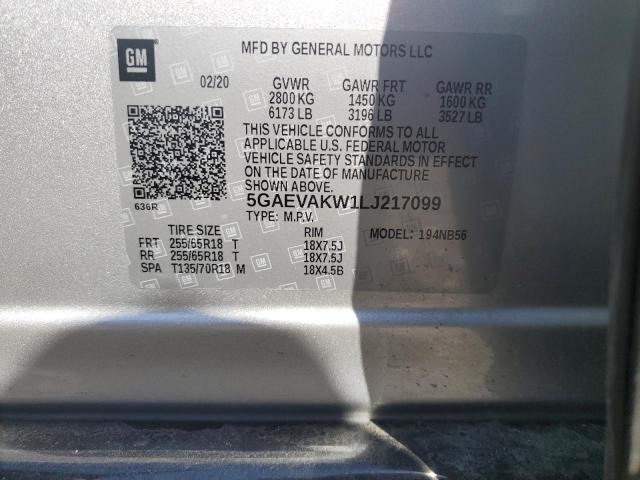 GM
MFD BY GENERAL MOTORS LLC
02/20 GVWR GAWR FRT GAWR RR
2800 KG 1450 KG 1600 KG
6173 LB 3196 LB 3527 LB
THIS VEHICLE CONFORMS TO ALL
APPLICABLE U.S. FEDERAL MOTOR
VEHICLE SAFETY STANDARDS IN EFFECT
ON THE DATE OF MANUFACTURE
SHOWN ABOVE.
636R
5GAEVAKW1LJ217099
TYPE: M.P.V. MODEL: 194NB56
TIRE SIZE RIM
FRT 255/65R18 T 18X7.5J
RR 255/65R18 T 18X7.5J
SPA T135/70R18 M 18X4.5B